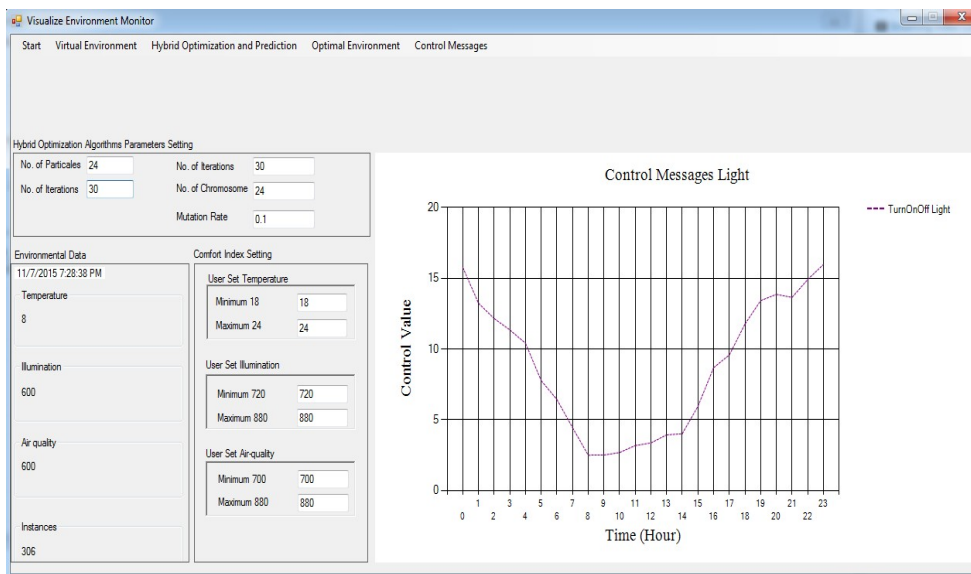 Visualize Environment Monitor
Start Virtual Environment Hybrid Optimization and Prediction Optimal Environment Control Messages
Hybrid Optimization Algorithms Parameters Setting
No. of Particales 24
No. of Iterations 30
No. of Iterations 30
No. of Chromosome 24
Mutation Rate 0.1
Environmental Data
11/7/2015 7:28:38 PM
Temperature
8
Illumination
600
Air quality
600
Instances
306
Comfort Index Setting
User Set Temperature
Minimum 18 18
Maximum 24 24
User Set Illumination
Minimum 720 720
Maximum 880 880
User Set Air-quality
Minimum 700 700
Maximum 880 880
Control Messages Light
TurnOnOff Light
Control Value
20
15
10
5
0
1 3 5 7 9 11 13 15 17 19 21 23
0 2 4 6 8 10 12 14 16 18 20 22
Time (Hour)